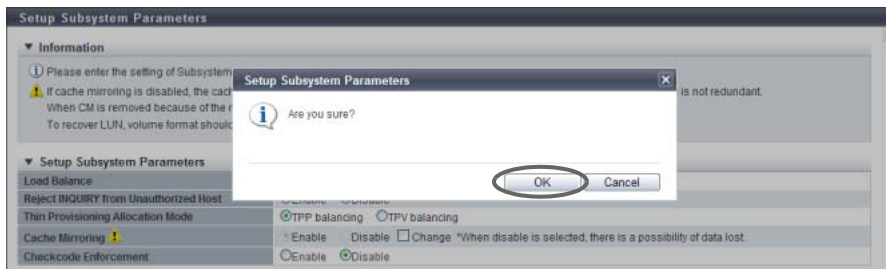 Setup Subsystem Parameters
Information
Please enter the setting of Subsystem
If cache mirroring is disabled, the cac
is not redundant.
When CM is removed because of the
To recover LUN, volume format
Setup Subsystem Parameters
Are you sure?
OK Cancel
Setup Subsystem Parameters
Load Balance
Reject INQUIRY from Unauthorized Host
Thin Provisioning Allocation Mode TPP balancing TPV balancing
Cache Mirroring Enable Disable Change *When disable is selected, there is a possibility of data lost.
Checkcode Enforcement Enable Disable